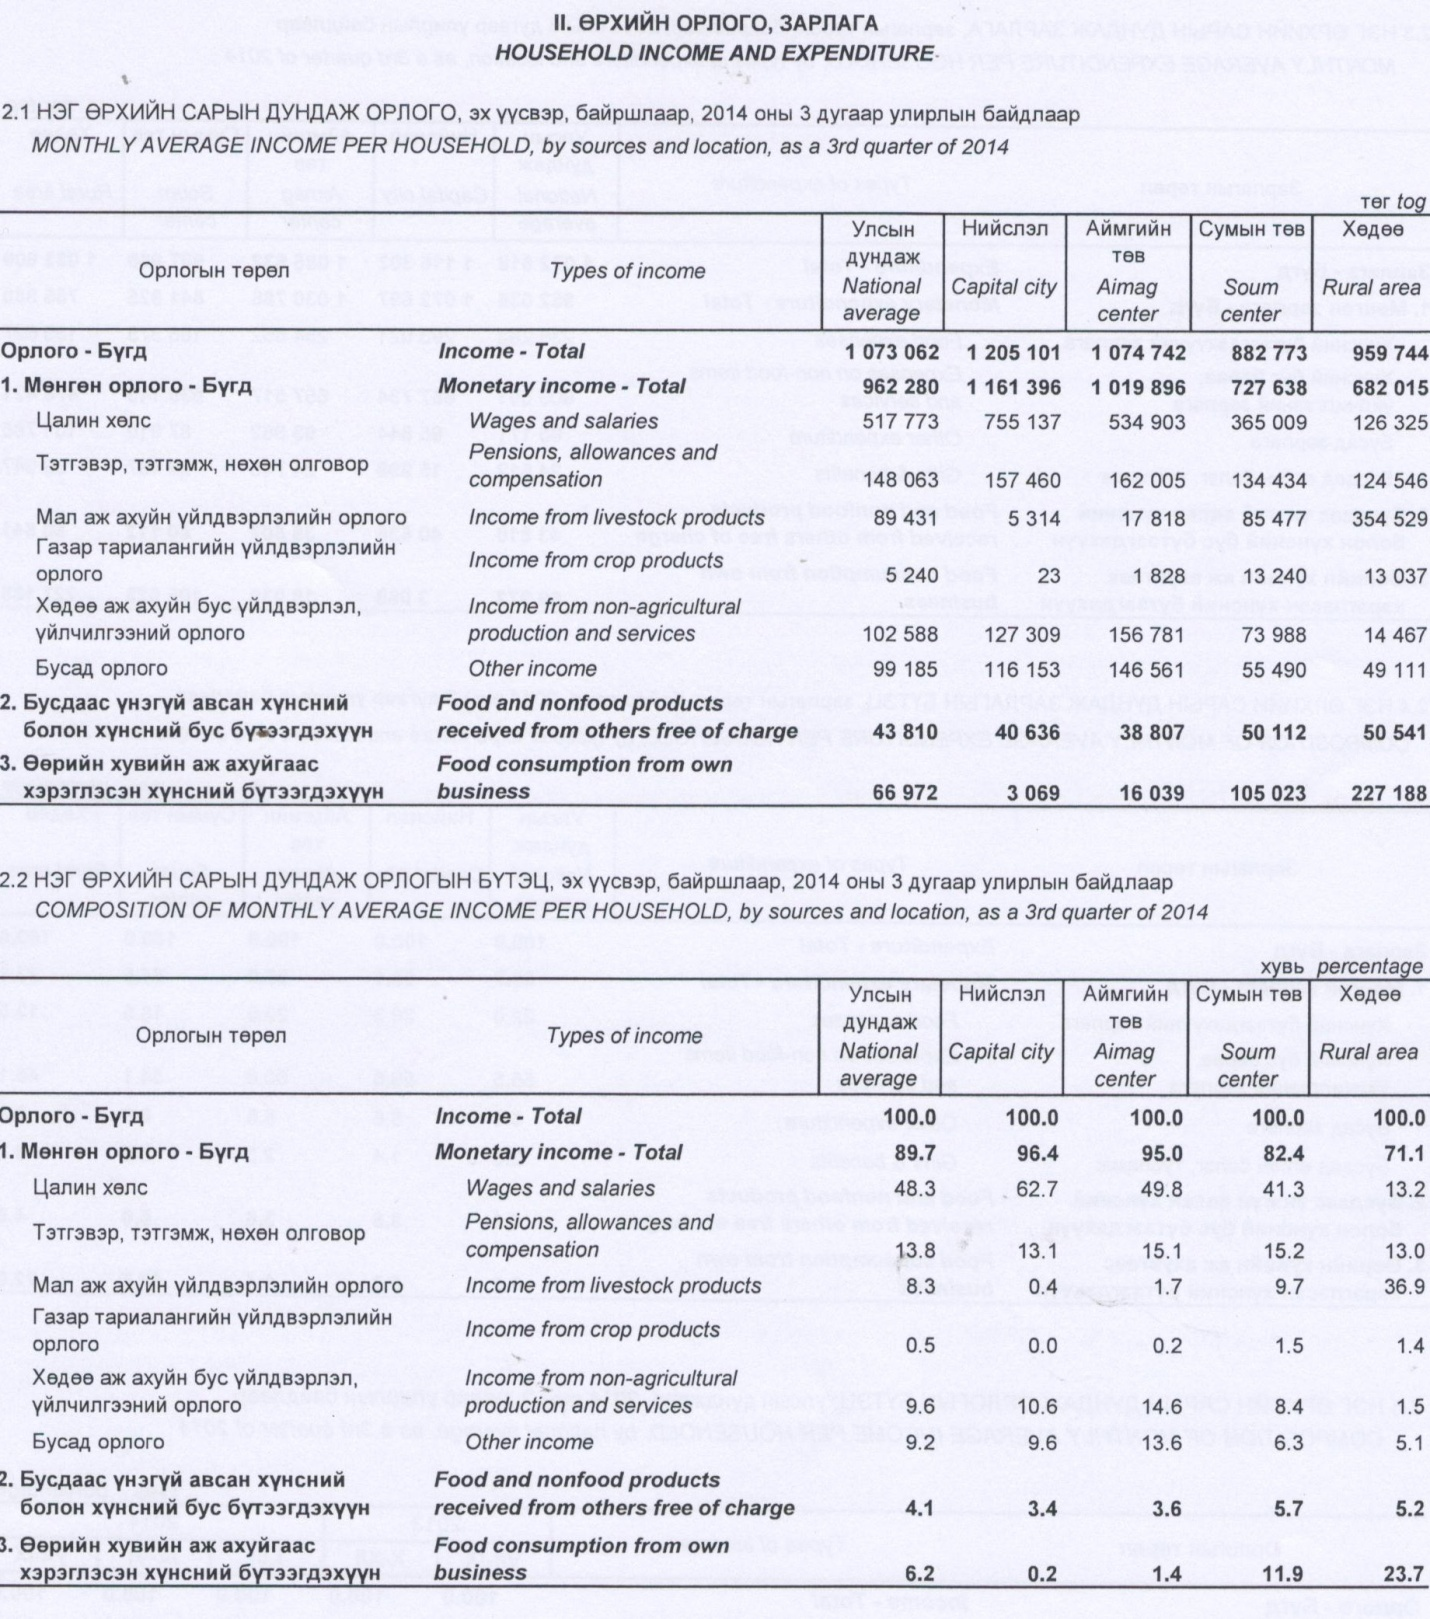 II. ӨРХИЙН ОРЛОГО, ЗАРЛАГА
HOUSEHOLD INCOME AND EXPENDITURE
2.1 НЭГ ӨРХИЙН САРЫН ДУНДАЖ ОРЛОГО, эх үүсвэр, байршлаар, 2014 оны 3 дугаар улирлын байдлаар
MONTHLY AVERAGE INCOME PER HOUSEHOLD, by sources and location, as a 3rd quarter of 2014
төг tog
Орлогын төрөл Types of income Улсын дундаж National average Нийслэл Capital city Аймгийн төв Aimag center Сумын төв Soum center Хөдөө Rural area
Орлого - Бүгд Income - Total 1 073 062 1 205 101 1 074 742 882 773 959 744
1. Мөнгөн орлого - Бүгд Monetary income - Total 962 280 1 161 396 1 019 896 727 638 682 015
Цалин хөлс Wages and salaries 517 773 755 137 534 903 365 009 126 325
Тэтгэвэр, тэтгэмж, нөхөн олговор Pensions, allowances and compensation 148 063 157 460 162 005 134 434 124 546
Мал аж ахуйн үйлдвэрлэлийн орлого Income from livestock products 89 431 5 314 17 818 85 477 354 529
Газар тариалангийн үйлдвэрлэлийн орлого Income from crop products 5 240 23 1 828 13 240 13 037
Хөдөө аж ахуйн бус үйлдвэрлэл, үйлчилгээний орлого Income from non-agricultural production and services 102 588 127 309 156 781 73 988 14 467
Бусад орлого Other income 99 185 116 153 146 561 55 490 49 111
2. Бусдаас үнэгүй авсан хүнсний болон хүнсний бус бүтээгдэхүүн Food and nonfood products received from others free of charge 43 810 40 636 38 807 50 112 50 541
3. Өөрийн хувийн аж ахуйгаас хэрэглэсэн хүнсний бүтээгдэхүүн Food consumption from own business 66 972 3 069 16 039 105 023 227 188
2.2 НЭГ ӨРХИЙН САРЫН ДУНДАЖ ОРЛОГЫН БҮТЭЦ, эх үүсвэр, байршлаар, 2014 оны 3 дугаар улирлын байдлаар
COMPOSITION OF MONTHLY AVERAGE INCOME PER HOUSEHOLD, by sources and location, as a 3rd quarter of 2014
хувь percentage
Орлогын төрөл Types of income Улсын дундаж National average Нийслэл Capital city Аймгийн төв Aimag center Сумын төв Soum center Хөдөө Rural area
Орлого - Бүгд Income - Total 100.0 100.0 100.0 100.0 100.0
1. Мөнгөн орлого - Бүгд Monetary income - Total 89.7 96.4 95.0 82.4 71.1
Цалин хөлс Wages and salaries 48.3 62.7 49.8 41.3 13.2
Тэтгэвэр, тэтгэмж, нөхөн олговор Pensions, allowances and compensation 13.8 13.1 15.1 15.2 13.0
Мал аж ахуйн үйлдвэрлэлийн орлого Income from livestock products 8.3 0.4 1.7 9.7 36.9
Газар тариалангийн үйлдвэрлэлийн орлого Income from crop products 0.5 0.0 0.2 1.5 1.4
Хөдөө аж ахуйн бус үйлдвэрлэл, үйлчилгээний орлого Income from non-agricultural production and services 9.6 10.6 14.6 8.4 1.5
Бусад орлого Other income 9.2 9.6 13.6 6.3 5.1
2. Бусдаас үнэгүй авсан хүнсний болон хүнсний бус бүтээгдэхүүн Food and nonfood products received from others free of charge 4.1 3.4 3.6 5.7 5.2
3. Өөрийн хувийн аж ахуйгаас хэрэглэсэн хүнсний бүтээгдэхүүн Food consumption from own business 6.2 0.2 1.4 11.9 23.7